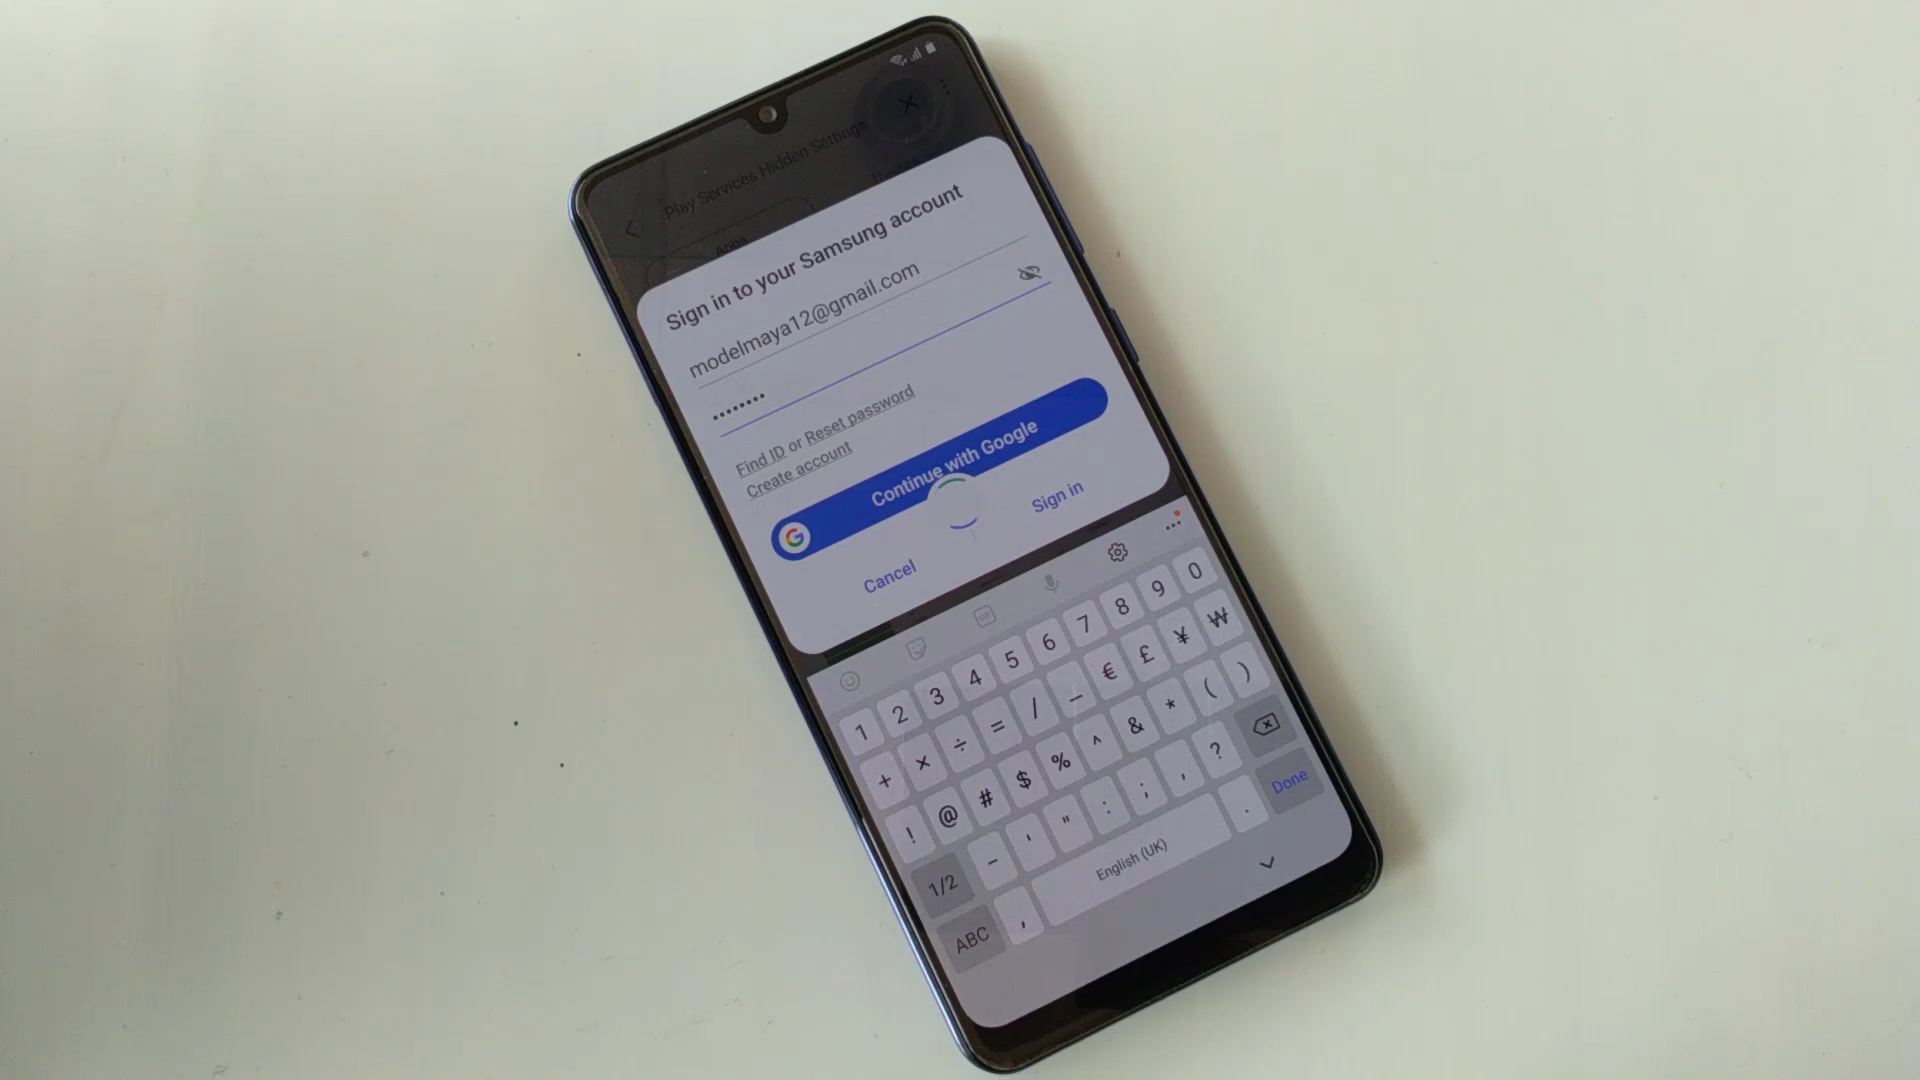 Play Services Hidden Settings
Apps
Sign in to your Samsung account
modelmaya12@gmail.com
••••••••
Find ID or Reset password
Create account
Continue with Google
Cancel
Sign in
1 2 3 4 5 6 7 8 9 0
+ × ÷ = / _ € £ ¥ ₩
! @ # $ % ^ & * ( )
1/2 - ' " : ; , ?
ABC , English (UK) . Done